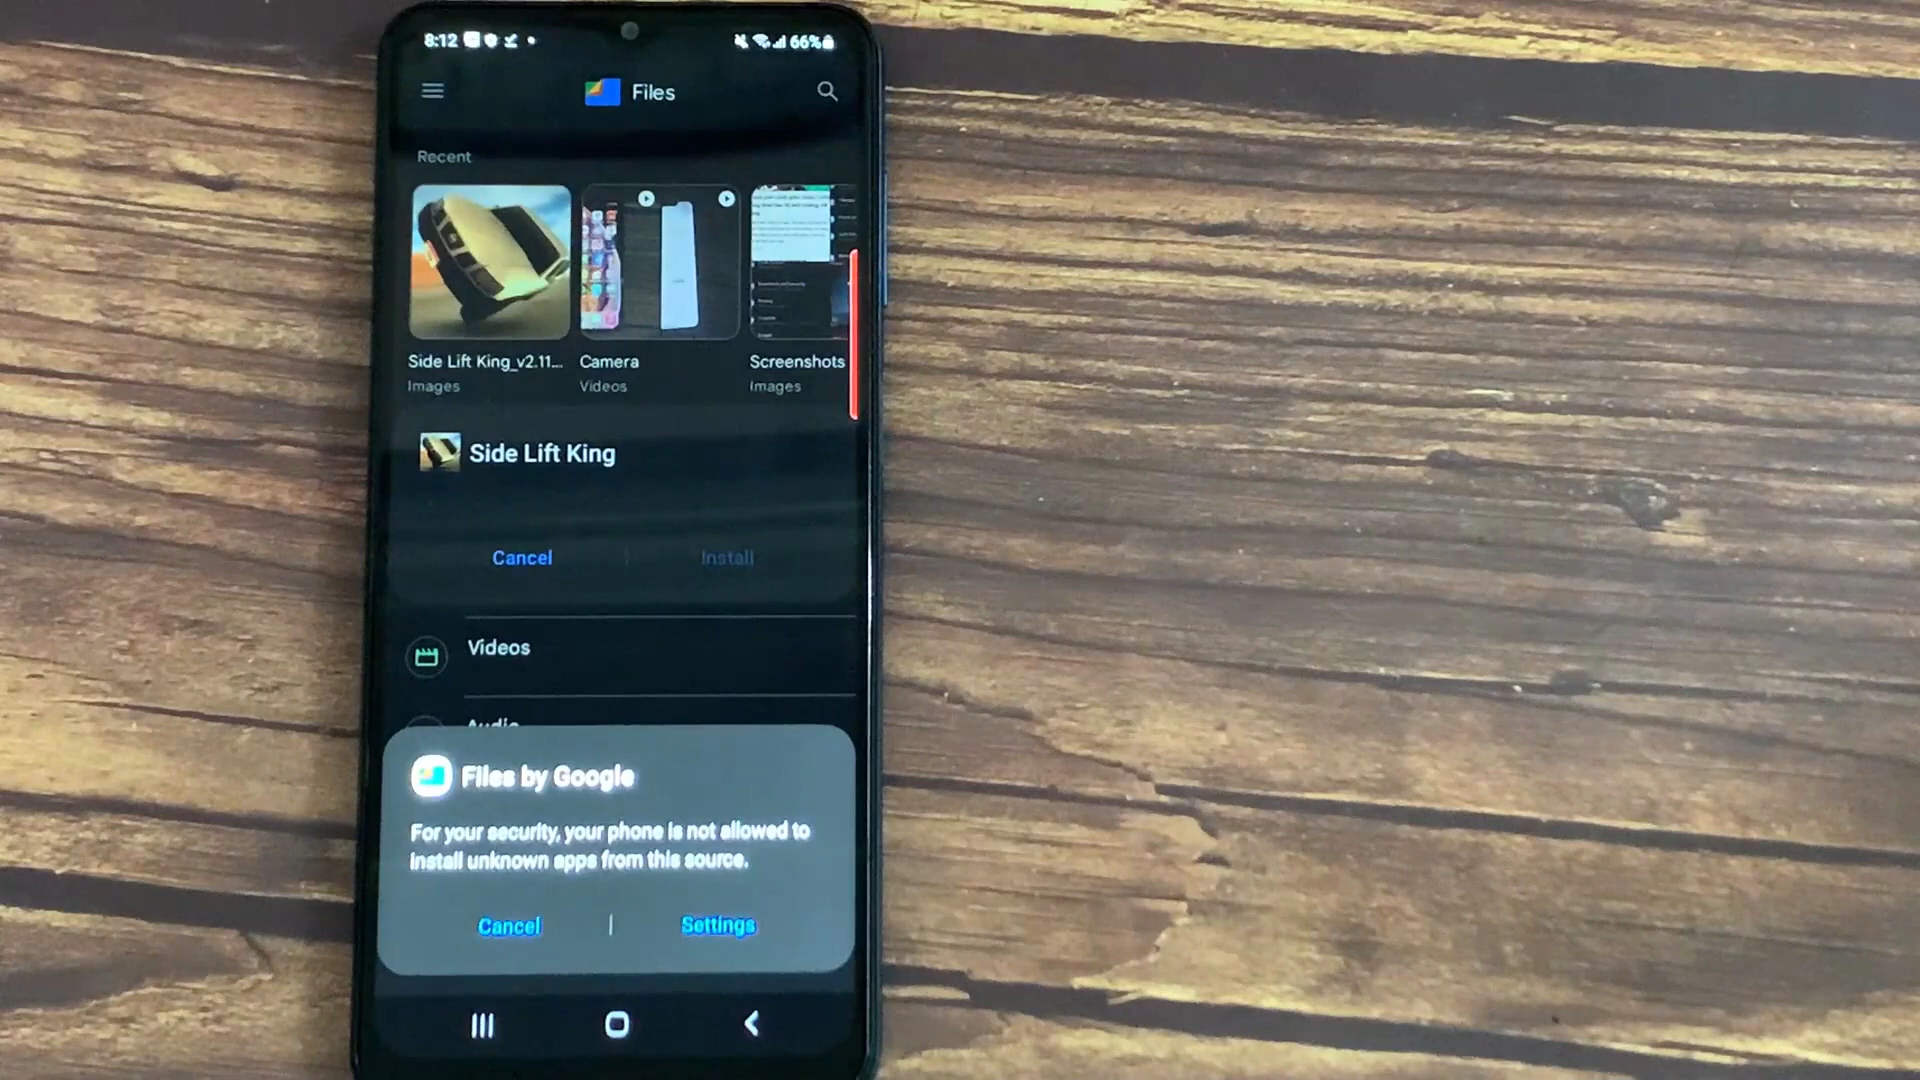 8:12
66%
Files
Recent
Side Lift King_v2.11...
Images
Camera
Videos
Screenshots
Images
Side Lift King
Cancel
Install
Videos
Audio
Files by Google
For your security, your phone is not allowed to
install unknown apps from this source.
Cancel | Settings